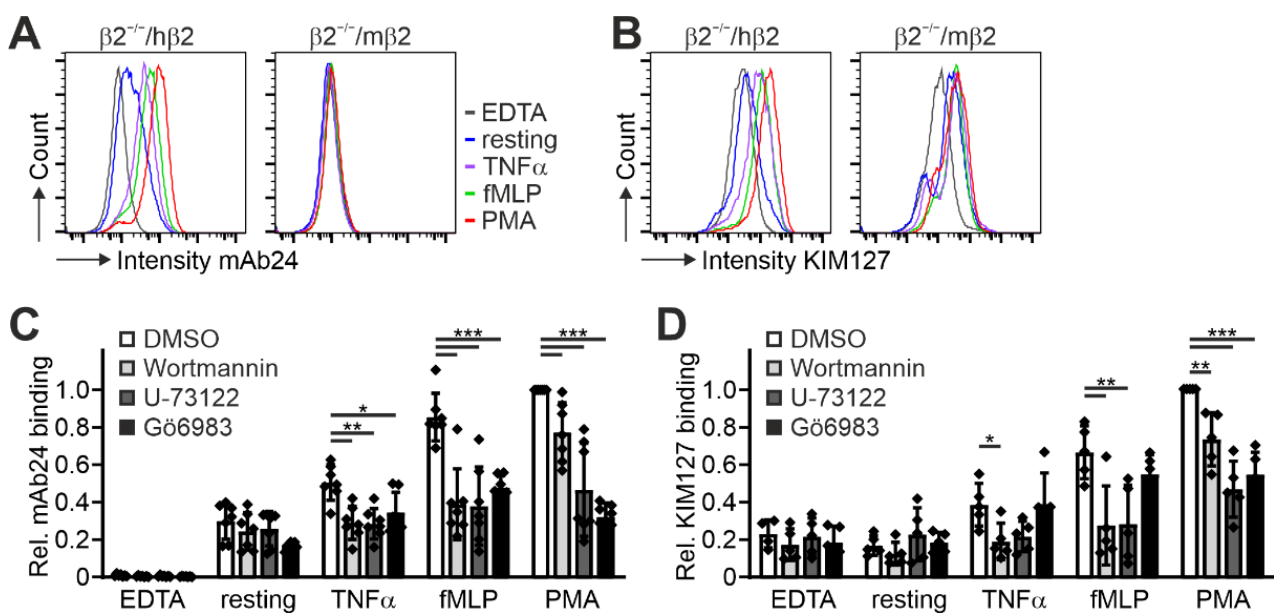 A
β2⁻/⁻/hβ2
β2⁻/⁻/mβ2
Count
Intensity mAb24
EDTA
resting
TNFα
fMLP
PMA
B
β2⁻/⁻/hβ2
β2⁻/⁻/mβ2
Count
Intensity KIM127
C
DMSO
Wortmannin
U-73122
Gö6983
Rel. mAb24 binding
1.0
0.8
0.6
0.4
0.2
0
*
**
***
***
EDTA resting TNFα fMLP PMA
D
DMSO
Wortmannin
U-73122
Gö6983
Rel. KIM127 binding
1.0
0.8
0.6
0.4
0.2
0
*
**
***
**
EDTA resting TNFα fMLP PMA